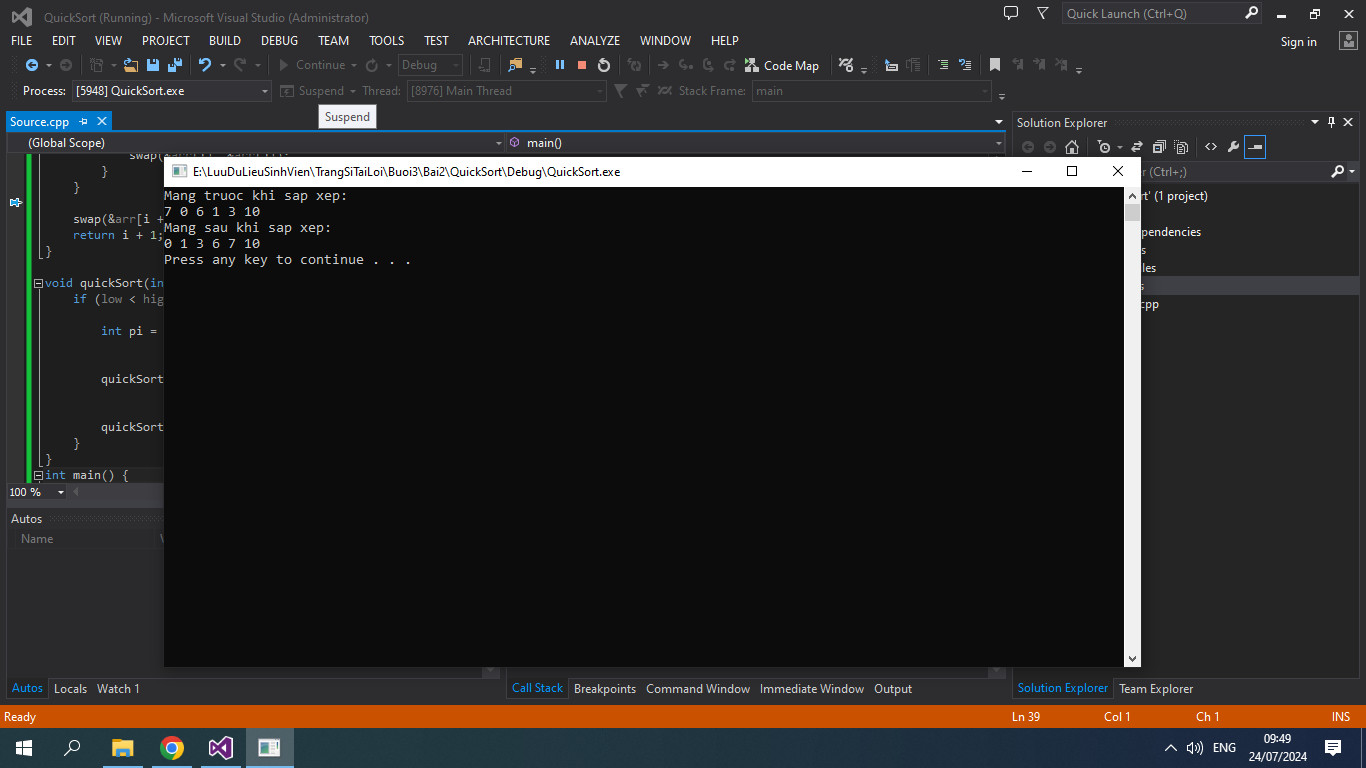 QuickSort (Running) - Microsoft Visual Studio (Administrator)
Quick Launch (Ctrl+Q)
FILE EDIT VIEW PROJECT BUILD DEBUG TEAM TOOLS TEST ARCHITECTURE ANALYZE WINDOW HELP
Sign in
Continue Debug Code Map
Process: [5948] QuickSort.exe Suspend Thread: [8976] Main Thread Stack Frame: main
Suspend
Source.cpp
(Global Scope) main()
Solution Explorer
(Ctrl+;)
swap(
}
}
swap(&arr[i +
return i + 1;
}
void quickSort(in
if (low < hig
int pi =
quickSort
quickSort
}
}
int main() {
100 %
E:\LuuDuLieuSinhVien\TrangSiTaiLoi\Buoi3\Bai2\QuickSort\Debug\QuickSort.exe
Mang truoc khi sap xep:
7 0 6 1 3 10
Mang sau khi sap xep:
0 1 3 6 7 10
Press any key to continue . . .
(1 project)
pendencies
s
les
s
cpp
Autos
Name
Autos Locals Watch 1
Call Stack Breakpoints Command Window Immediate Window Output
Solution Explorer Team Explorer
Ready Ln 39 Col 1 Ch 1 INS
ENG
09:49
24/07/2024